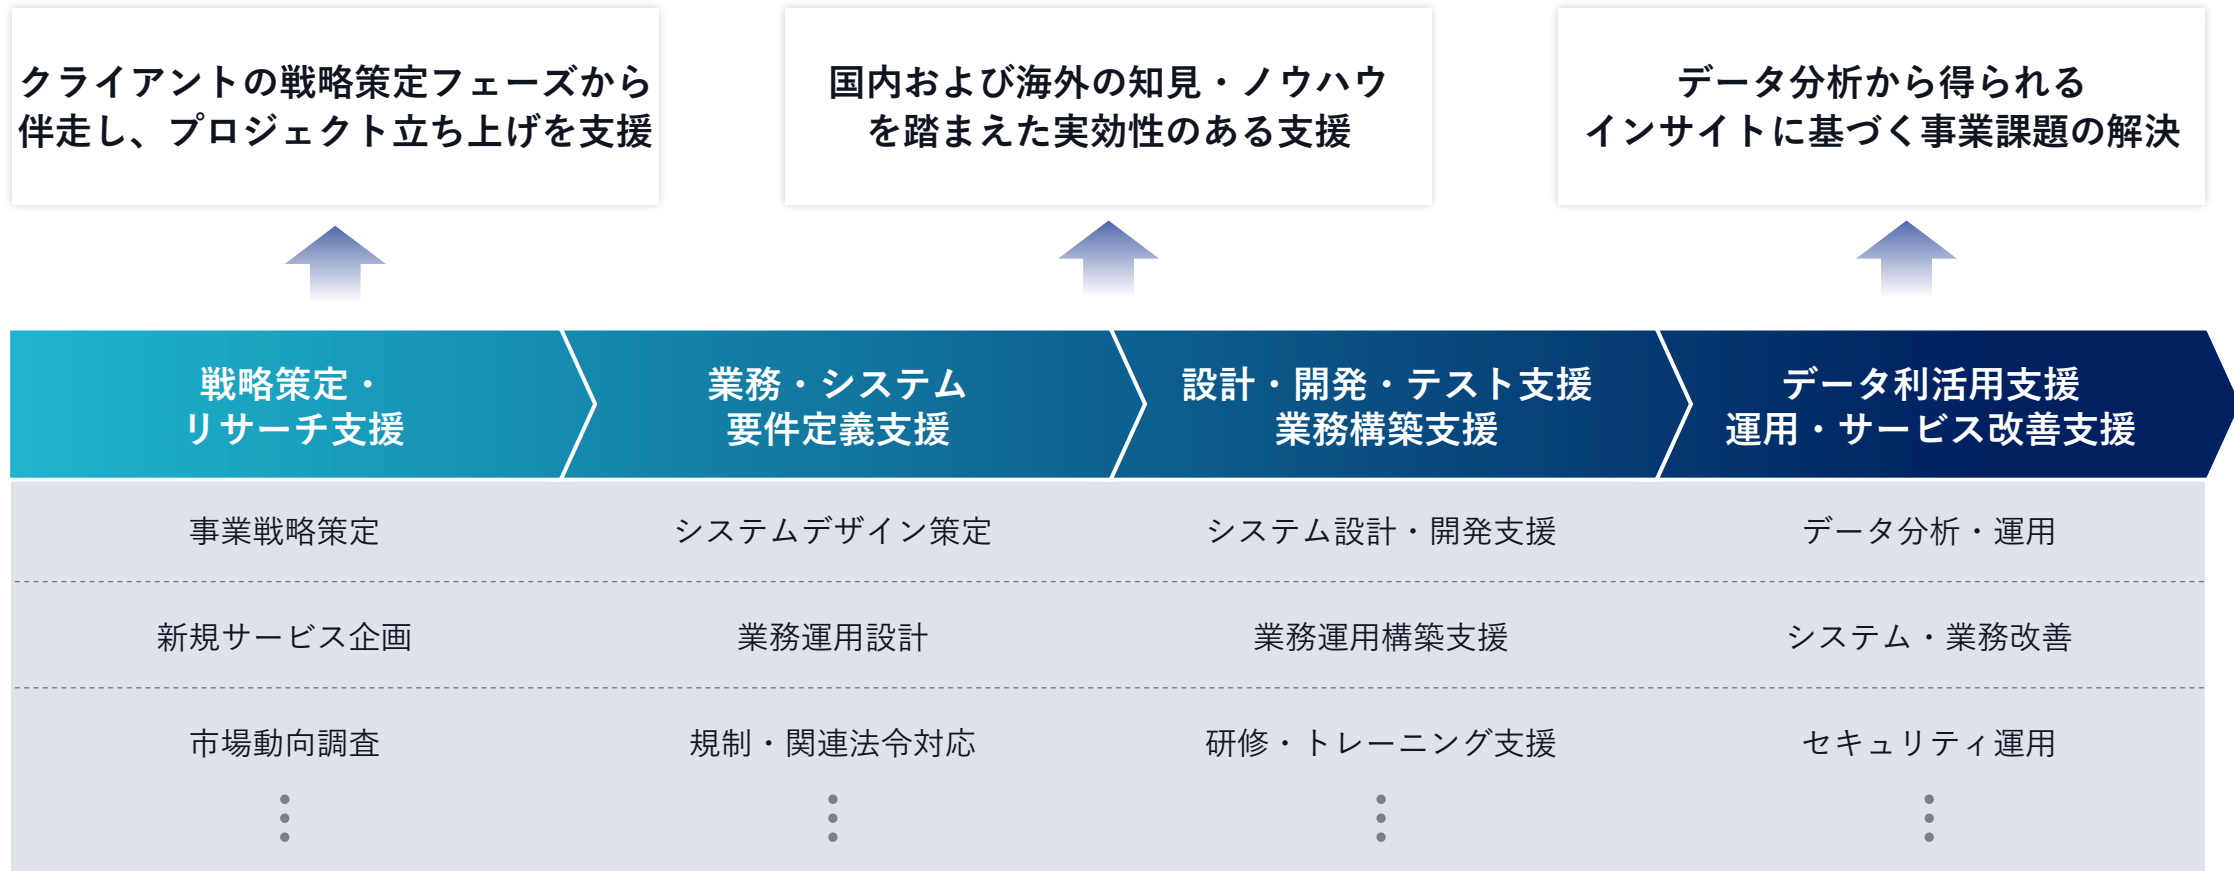 クライアントの戦略策定フェーズから
伴走し、プロジェクト立ち上げを支援
国内および海外の知見・ノウハウ
を踏まえた実効性のある支援
データ分析から得られる
インサイトに基づく事業課題の解決
戦略策定・
リサーチ支援
業務・システム
要件定義支援
設計・開発・テスト支援
業務構築支援
データ利活用支援
運用・サービス改善支援
事業戦略策定
システムデザイン策定
システム設計・開発支援
データ分析・運用
新規サービス企画
業務運用設計
業務運用構築支援
システム・業務改善
市場動向調査
規制・関連法令対応
研修・トレーニング支援
セキュリティ運用